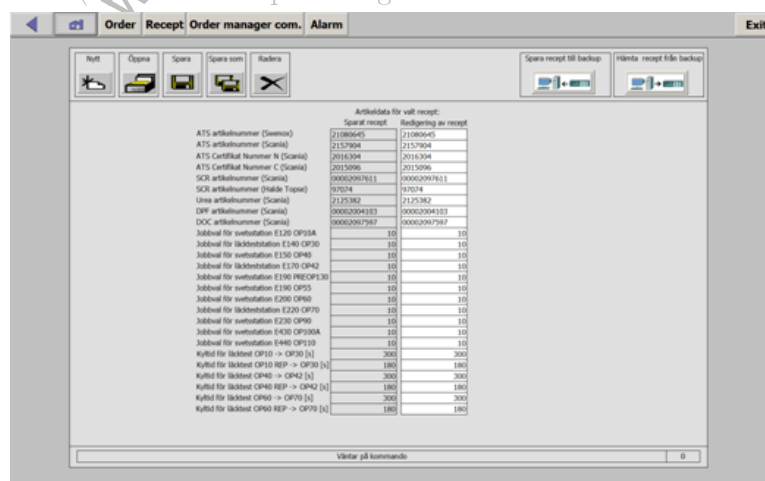 Order Recept Order manager com. Alarm Exit
Nytt Öppna Spara Spara som Radera Spara recept till backup Hämta recept från backup
Artikeldata för valt recept:
Sparat recept Redigering av recept
ATS artikelnummer (Swenox) 21080645 21080645
ATS artikelnummer (Scania) 2157904 2157904
ATS Certifikat Nummer N (Scania) 2016304 2016304
ATS Certifikat Nummer C (Scania) 2015096 2015096
SCR artikelnummer (Scania) 00002097611 00002097611
SCR artikelnummer (Halde Topse) 97074 97074
Urea artikelnummer (Scania) 2125382 2125382
DPF artikelnummer (Scania) 00002004103 00002004103
DOC artikelnummer (Scania) 00002097597 00002097597
Jobbval för svetsstation E120 OP10A 10 10
Jobbval för läckteststation E140 OP30 10 10
Jobbval för svetsstation E150 OP40 10 10
Jobbval för läckteststation E170 OP42 10 10
Jobbval för svetsstation E190 PREOP130 10 10
Jobbval för svetsstation E190 OP55 10 10
Jobbval för svetsstation E200 OP60 10 10
Jobbval för läckteststation E220 OP70 10 10
Jobbval för svetsstation E230 OP90 10 10
Jobbval för svetsstation E430 OP100A 10 10
Jobbval för svetsstation E440 OP110 10 10
Kyltid för läcktest OP10 -> OP30 [s] 300 300
Kyltid för läcktest OP10 REP -> OP30 [s] 180 180
Kyltid för läcktest OP40 -> OP42 [s] 300 300
Kyltid för läcktest OP40 REP -> OP42 [s] 180 180
Kyltid för läcktest OP60 -> OP70 [s] 300 300
Kyltid för läcktest OP60 REP -> OP70 [s] 180 180
Väntar på kommando 0